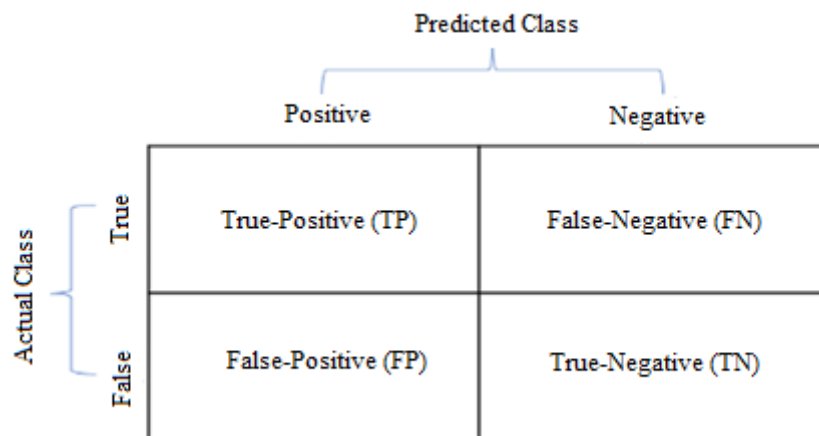 Predicted Class
Positive Negative
Actual Class
True
True-Positive (TP) False-Negative (FN)
False
False-Positive (FP) True-Negative (TN)